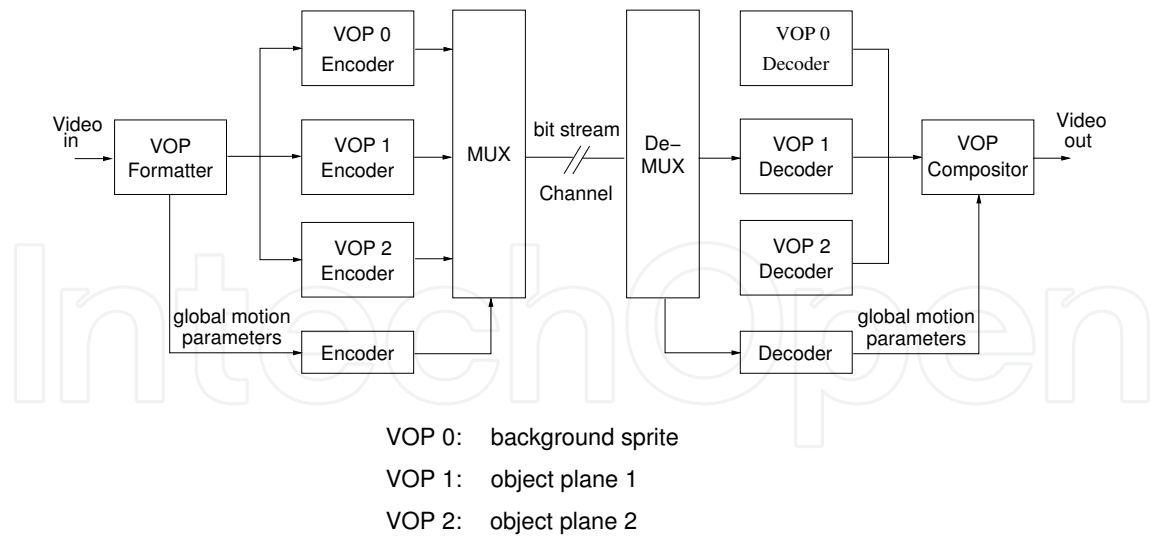 VOP 0
Encoder
VOP 1
Encoder
VOP 2
Encoder
Video
in
VOP
Formatter
global motion
parameters
Encoder
MUX
bit stream
Channel
De-
MUX
VOP 0
Decoder
VOP 1
Decoder
VOP 2
Decoder
Decoder
global motion
parameters
VOP
Compositor
Video
out
IntechOpen
VOP 0: background sprite
VOP 1: object plane 1
VOP 2: object plane 2